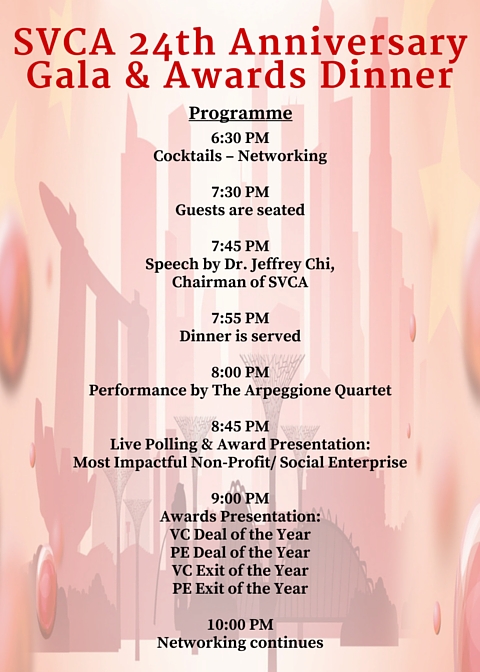 SVCA 24th Anniversary
Gala & Awards Dinner
Programme
6:30 PM
Cocktails – Networking
7:30 PM
Guests are seated
7:45 PM
Speech by Dr. Jeffrey Chi,
Chairman of SVCA
7:55 PM
Dinner is served
8:00 PM
Performance by The Arpeggione Quartet
8:45 PM
Live Polling & Award Presentation:
Most Impactful Non-Profit/ Social Enterprise
9:00 PM
Awards Presentation:
VC Deal of the Year
PE Deal of the Year
VC Exit of the Year
PE Exit of the Year
10:00 PM
Networking continues